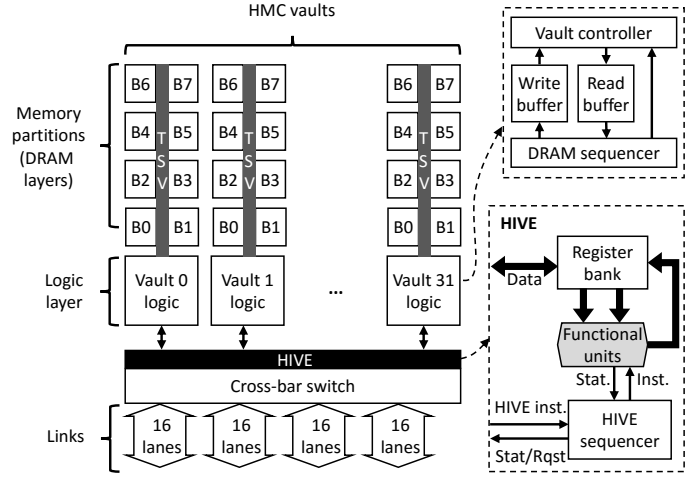 HMC vaults
Memory
partitions
(DRAM
layers)
B6 B7 B6 B7 B6 B7
B4 B5 B4 B5 B4 B5
B2 B3 B2 B3 B2 B3
B0 B1 B0 B1 B0 B1
TSV TSV TSV
Logic
layer
Vault 0
logic
Vault 1
logic
...
Vault 31
logic
HIVE
Cross-bar switch
Links
16
lanes
16
lanes
16
lanes
16
lanes
Vault controller
Write
buffer
Read
buffer
DRAM sequencer
HIVE
Register
bank
Data
Functional
units
Stat. Inst.
HIVE inst.
HIVE
sequencer
Stat/Rqst